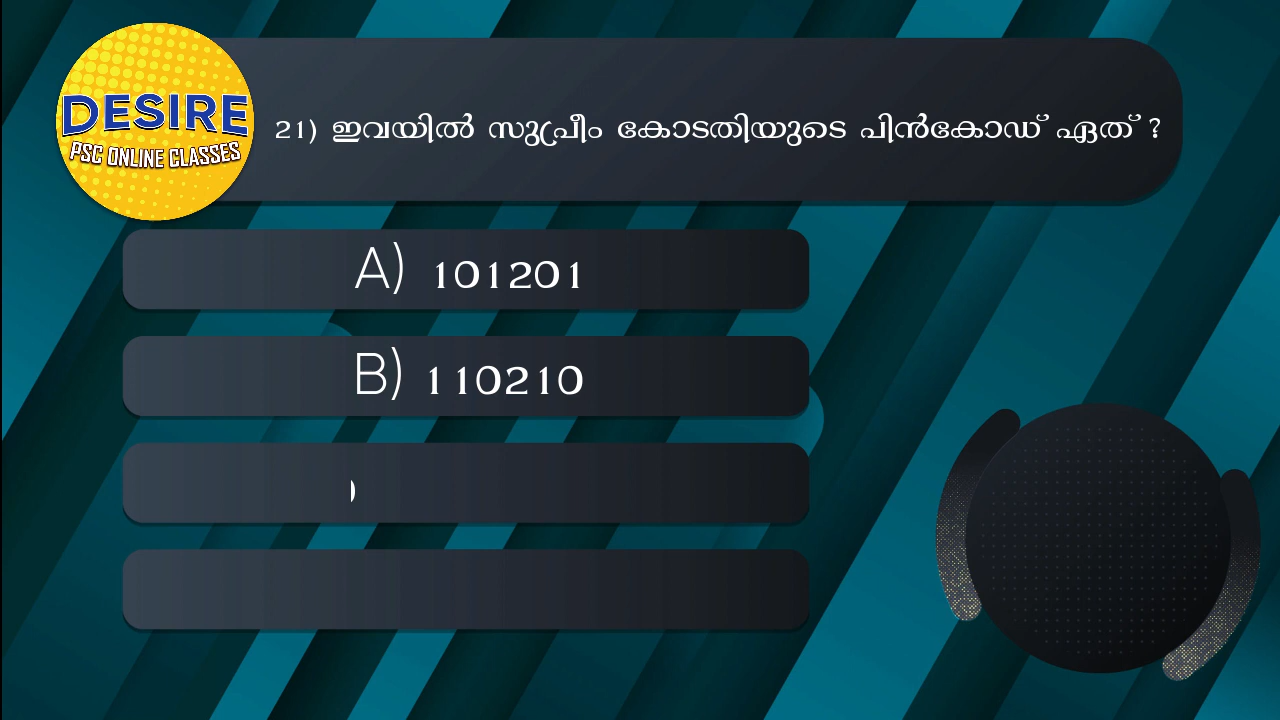 DESIRE
PSC ONLINE CLASSES
21) ഇവയിൽ സുപ്രീം കോടതിയുടെ പിൻകോഡ് ഏത് ?
A) 101201
B) 110210